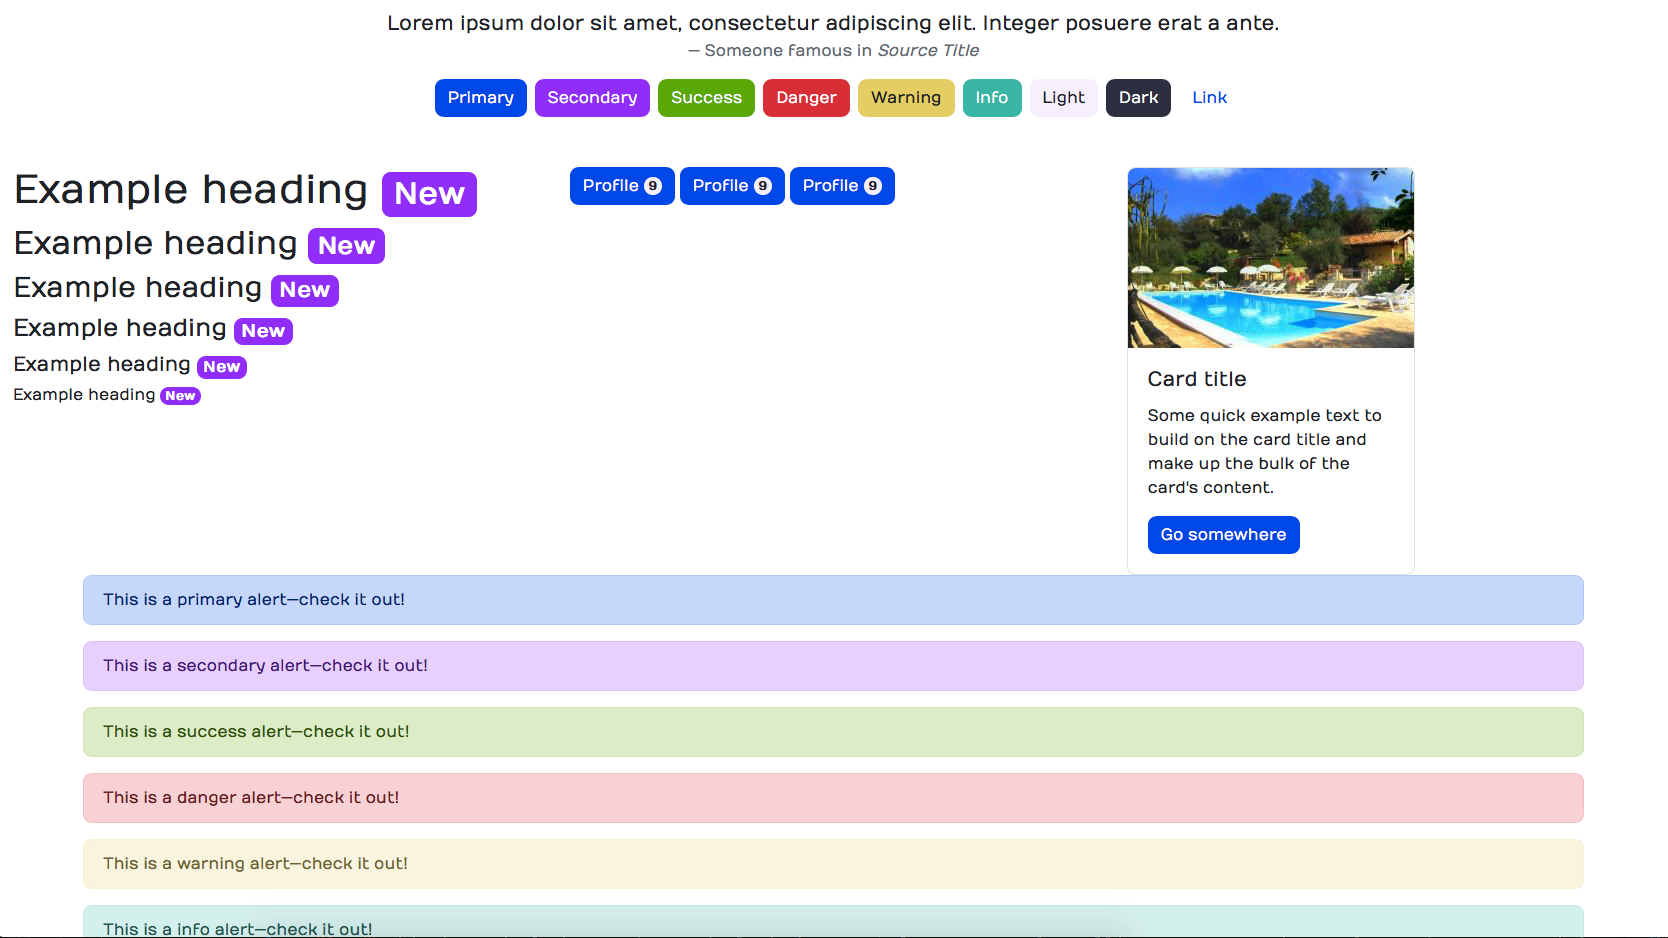 Lorem ipsum dolor sit amet, consectetur adipiscing elit. Integer posuere erat a ante.
— Someone famous in Source Title
Primary Secondary Success Danger Warning Info Light Dark Link
Example heading New
Example heading New
Example heading New
Example heading New
Example heading New
Example heading New
Profile 9 Profile 9 Profile 9
Card title
Some quick example text to
build on the card title and
make up the bulk of the
card's content.
Go somewhere
This is a primary alert—check it out!
This is a secondary alert—check it out!
This is a success alert—check it out!
This is a danger alert—check it out!
This is a warning alert—check it out!
This is a info alert—check it out!